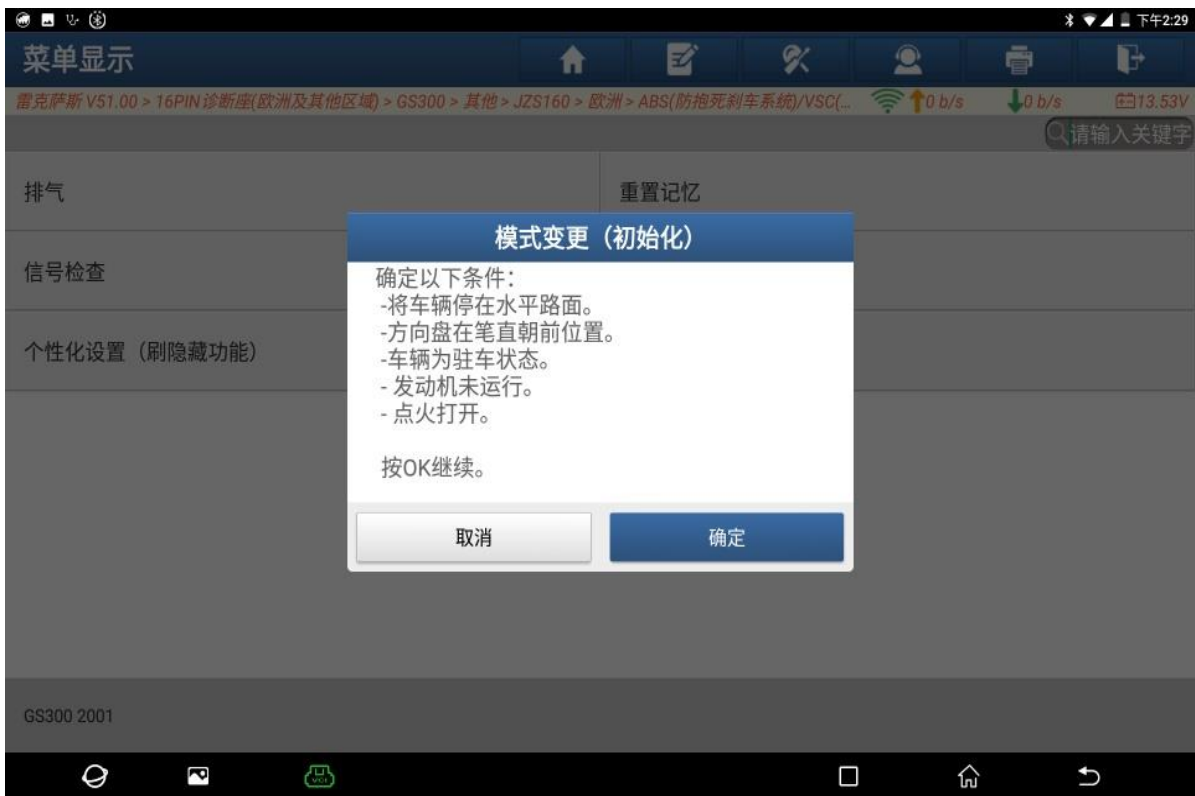 下午2:29
菜单显示
雷克萨斯 V51.00 > 16PIN诊断座(欧洲及其他区域) > GS300 > 其他 > JZS160 > 欧洲 > ABS(防抱死刹车系统)/VSC(...
0 b/s
0 b/s
13.53V
请输入关键字
排气
重置记忆
信号检查
个性化设置（刷隐藏功能）
模式变更（初始化）
确定以下条件：
-将车辆停在水平路面。
-方向盘在笔直朝前位置。
-车辆为驻车状态。
- 发动机未运行。
- 点火打开。
按OK继续。
取消
确定
GS300 2001
VCI